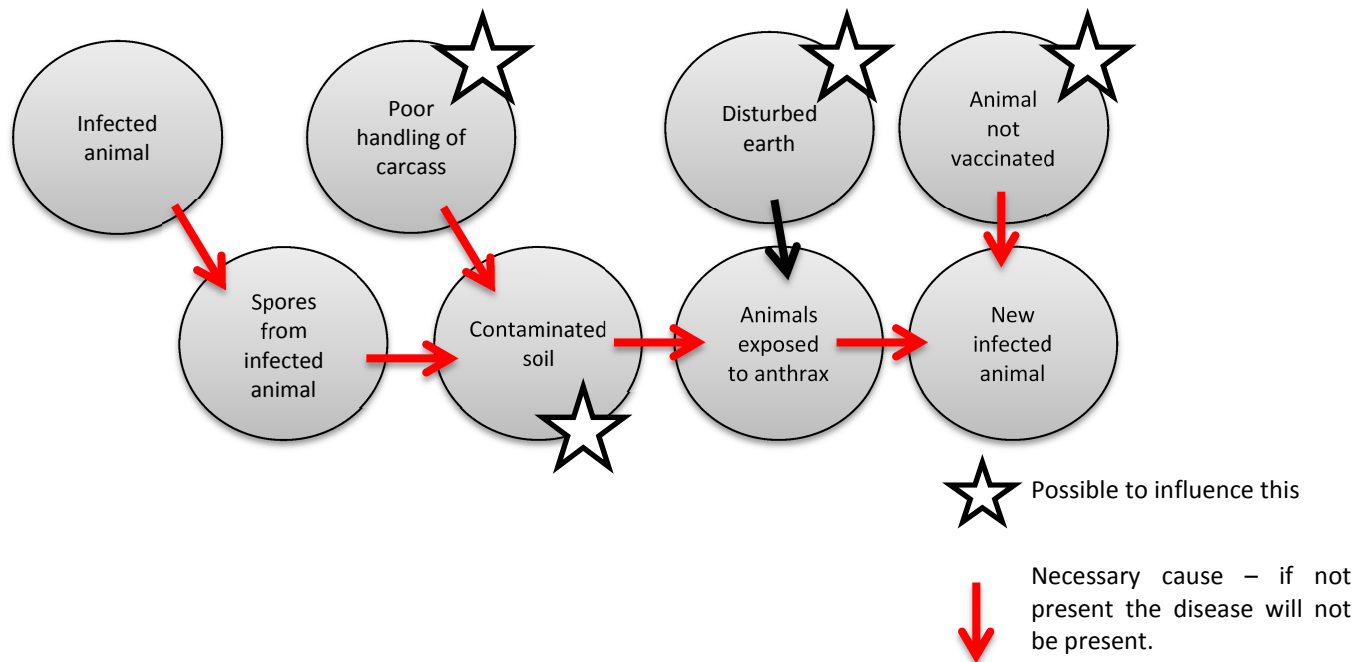 Infected
animal
Poor
handling of
carcass
Disturbed
earth
Animal
not
vaccinated
Spores
from
infected
animal
Contaminated
soil
Animals
exposed
to anthrax
New
infected
animal
Possible to influence this
Necessary cause – if not
present the disease will not
be present.